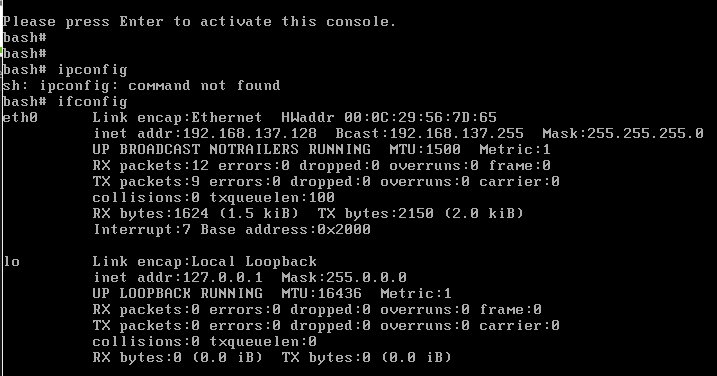 Please press Enter to activate this console.
bash#
bash#
bash# ipconfig
sh: ipconfig: command not found
bash# ifconfig
eth0      Link encap:Ethernet  HWaddr 00:0C:29:56:7D:65
          inet addr:192.168.137.128  Bcast:192.168.137.255  Mask:255.255.255.0
          UP BROADCAST NOTRAILERS RUNNING  MTU:1500  Metric:1
          RX packets:12 errors:0 dropped:0 overruns:0 frame:0
          TX packets:9 errors:0 dropped:0 overruns:0 carrier:0
          collisions:0 txqueuelen:100
          RX bytes:1624 (1.5 kiB)  TX bytes:2150 (2.0 kiB)
          Interrupt:7 Base address:0x2000
lo        Link encap:Local Loopback
          inet addr:127.0.0.1  Mask:255.0.0.0
          UP LOOPBACK RUNNING  MTU:16436  Metric:1
          RX packets:0 errors:0 dropped:0 overruns:0 frame:0
          TX packets:0 errors:0 dropped:0 overruns:0 carrier:0
          collisions:0 txqueuelen:0
          RX bytes:0 (0.0 iB)  TX bytes:0 (0.0 iB)